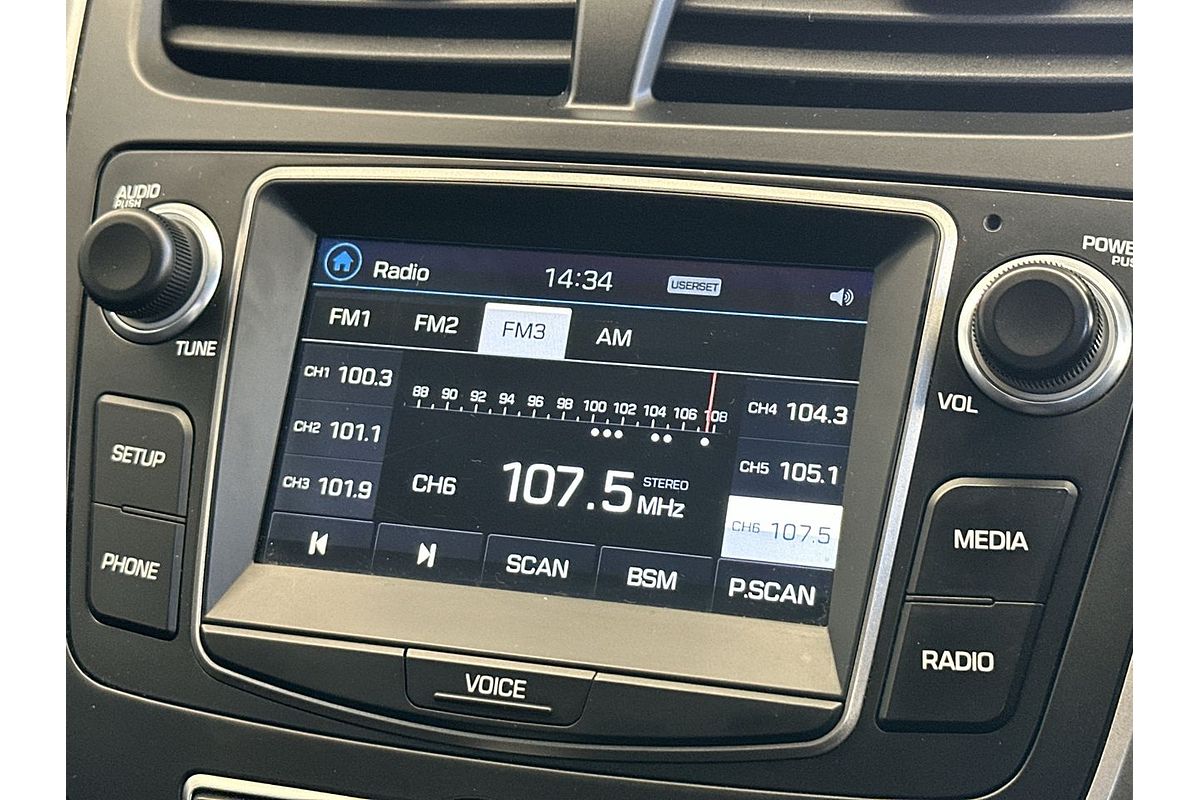 AUDIO
PUSH
TUNE
SETUP
PHONE
Radio 14:34 USERSET
FM1 FM2 FM3 AM
CH1 100.3
CH2 101.1
CH3 101.9
88 90 92 94 96 98 100 102 104 106 108
CH6 107.5 STEREO
MHz
CH4 104.3
CH5 105.1
CH6 107.5
SCAN BSM P.SCAN
VOICE
VOL
MEDIA
RADIO